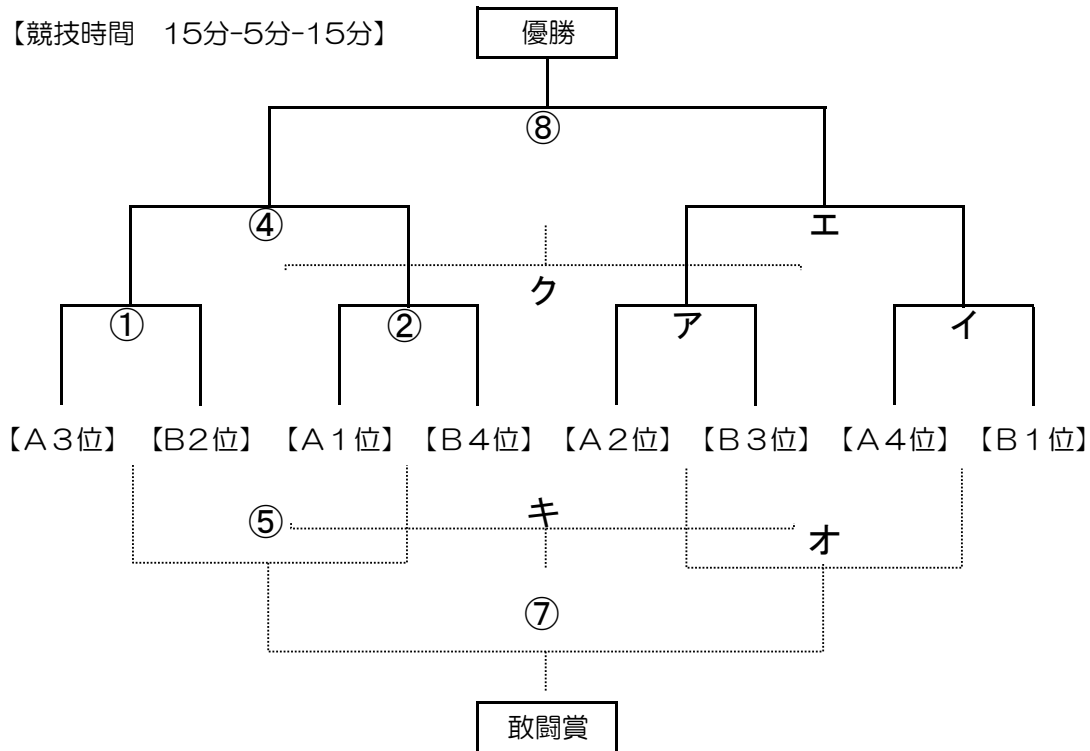 【競技時間　15分-5分-15分】
優勝
⑧
④ エ
ク
① ② ア イ
【A３位】 【B2位】 【A１位】 【B４位】 【A２位】 【B３位】 【A４位】 【B１位】
⑤ キ オ
⑦
敢闘賞